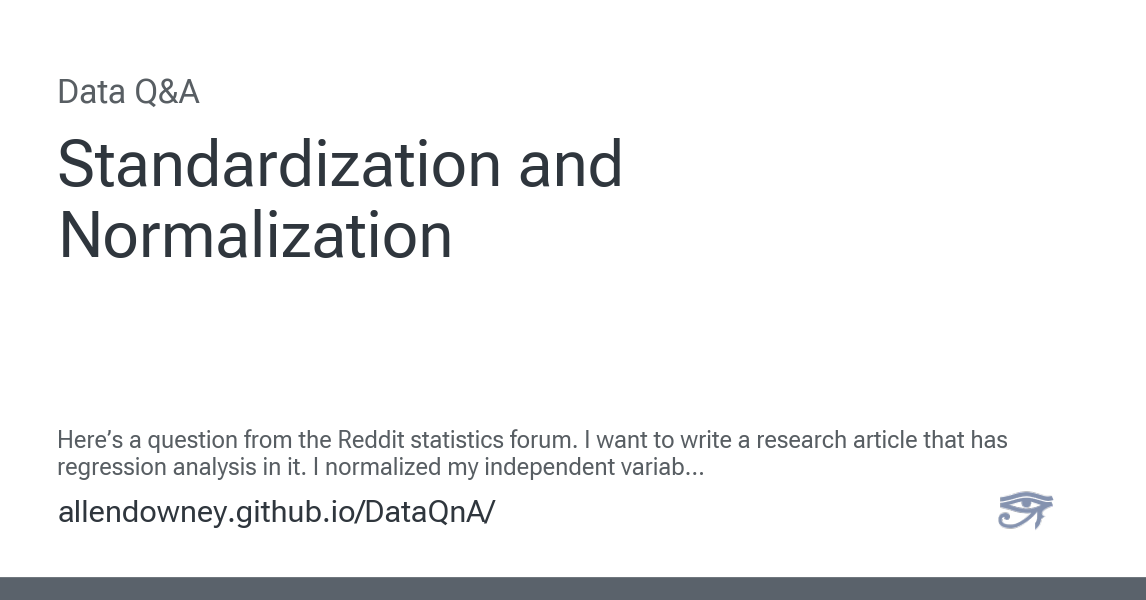 Data Q&A
Standardization and
Normalization
Here’s a question from the Reddit statistics forum. I want to write a research article that has
regression analysis in it. I normalized my independent variab...
allendowney.github.io/DataQnA/